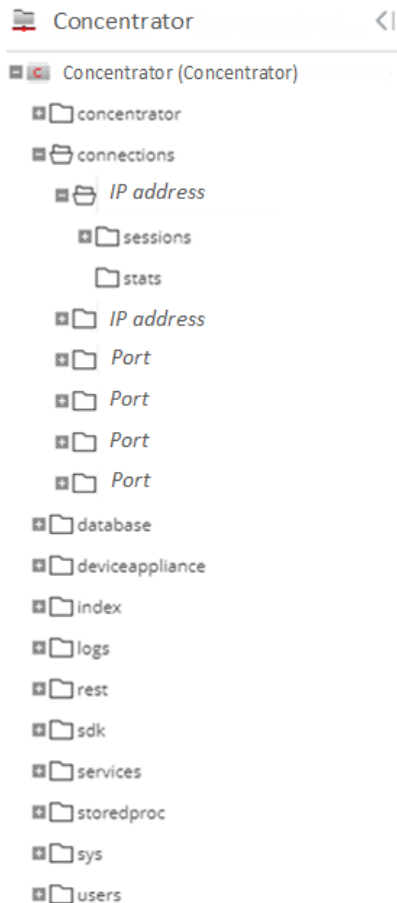 Concentrator
C Concentrator (Concentrator)
concentrator
connections
IP address
sessions
stats
IP address
Port
Port
Port
Port
database
deviceappliance
index
logs
rest
sdk
services
storedproc
sys
users